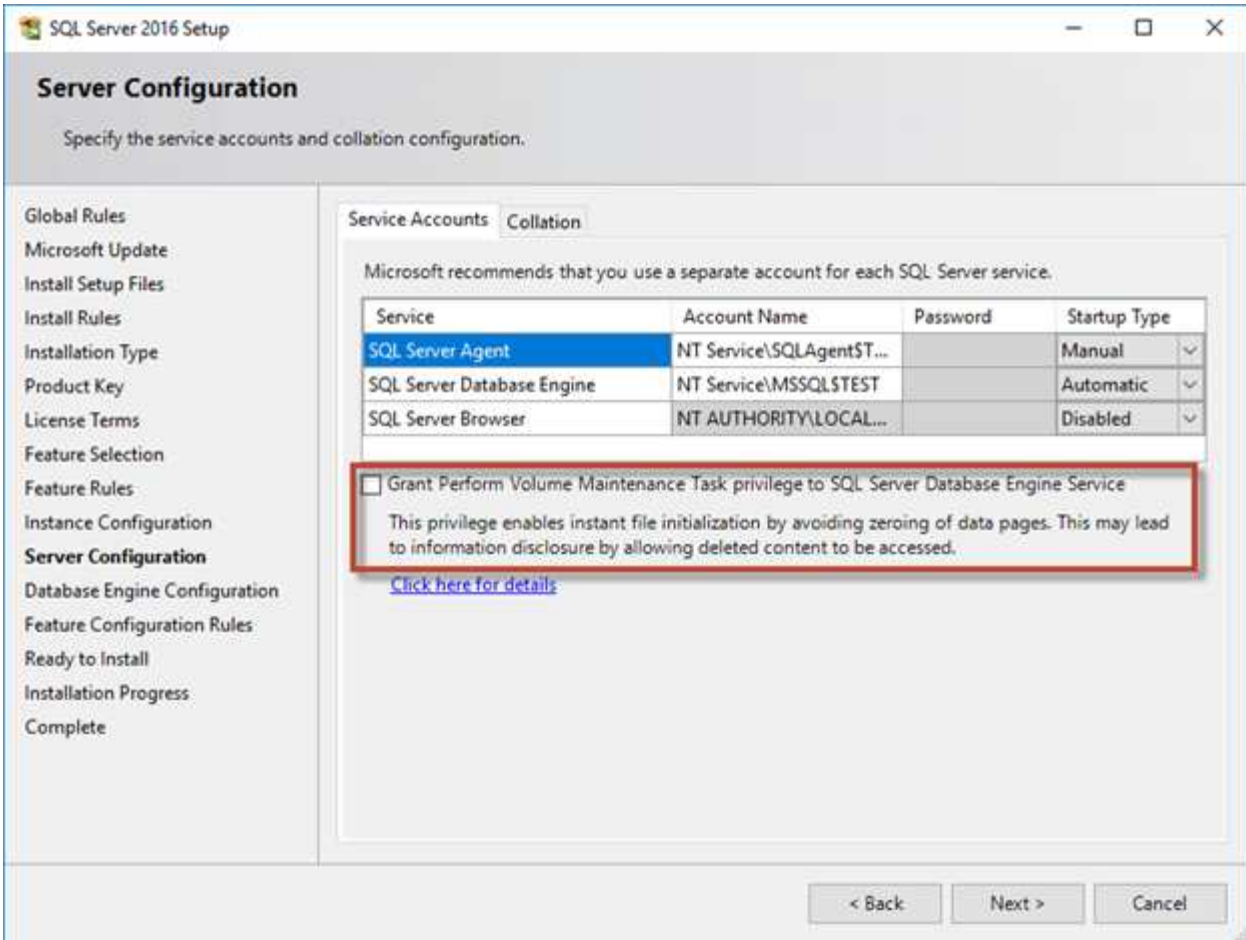 SQL Server 2016 Setup
Server Configuration
Specify the service accounts and collation configuration.
Global Rules
Microsoft Update
Install Setup Files
Install Rules
Installation Type
Product Key
License Terms
Feature Selection
Feature Rules
Instance Configuration
Server Configuration
Database Engine Configuration
Feature Configuration Rules
Ready to Install
Installation Progress
Complete
Service Accounts Collation
Microsoft recommends that you use a separate account for each SQL Server service.
Service Account Name Password Startup Type
SQL Server Agent NT Service\SQLAgent$T... Manual
SQL Server Database Engine NT Service\MSSQL$TEST Automatic
SQL Server Browser NT AUTHORITY\LOCAL... Disabled
Grant Perform Volume Maintenance Task privilege to SQL Server Database Engine Service
This privilege enables instant file initialization by avoiding zeroing of data pages. This may lead
to information disclosure by allowing deleted content to be accessed.
Click here for details
< Back Next > Cancel